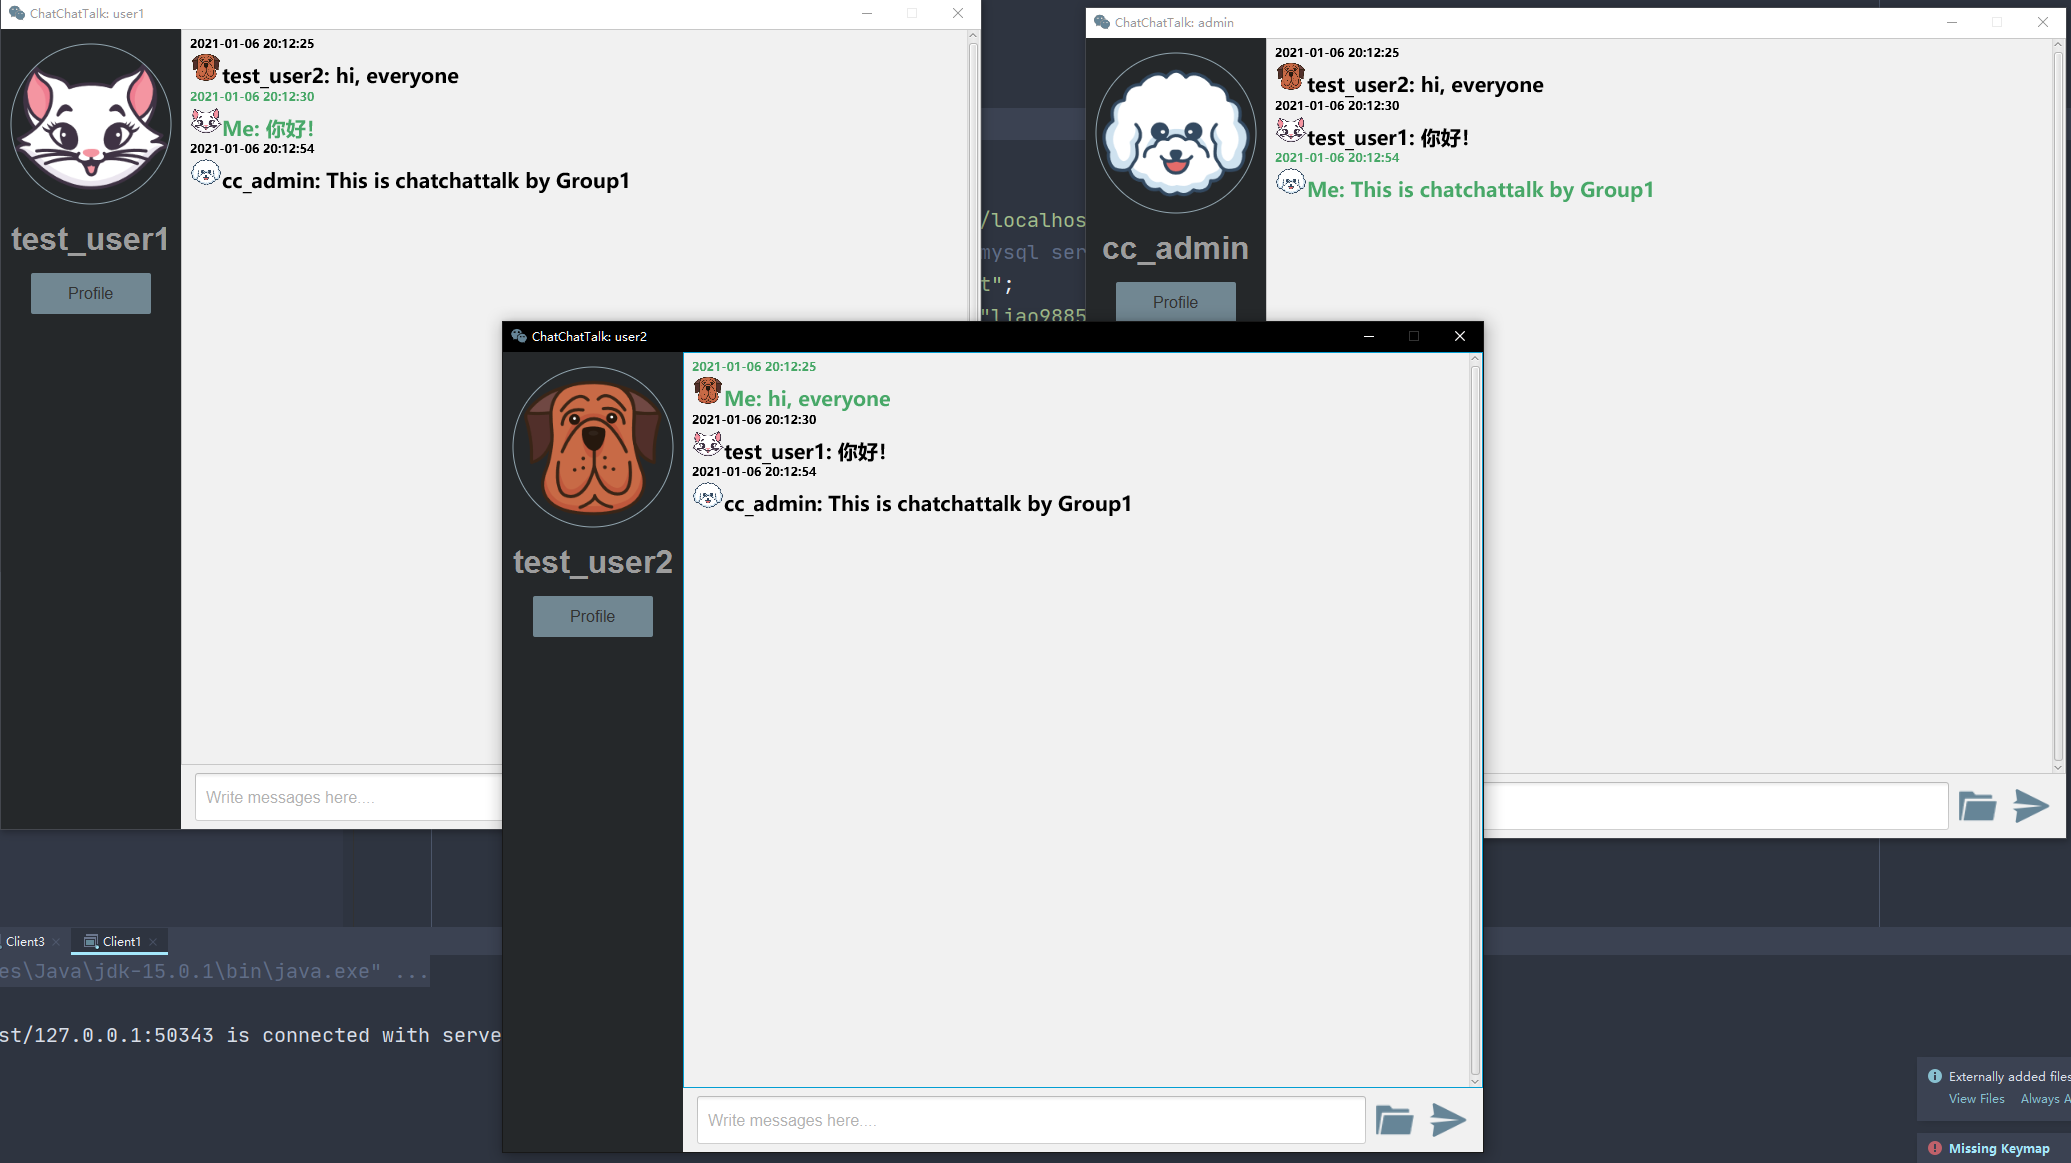 ChatChatTalk: user1
2021-01-06 20:12:25
test_user2: hi, everyone
2021-01-06 20:12:30
Me: 你好!
2021-01-06 20:12:54
cc_admin: This is chatchattalk by Group1
test_user1
Profile
Write messages here....
ChatChatTalk: admin
2021-01-06 20:12:25
test_user2: hi, everyone
2021-01-06 20:12:30
test_user1: 你好!
2021-01-06 20:12:54
Me: This is chatchattalk by Group1
cc_admin
Profile
/localhos
mysql ser
t";
"liao9885
ChatChatTalk: user2
2021-01-06 20:12:25
Me: hi, everyone
2021-01-06 20:12:30
test_user1: 你好!
2021-01-06 20:12:54
cc_admin: This is chatchattalk by Group1
test_user2
Profile
Write messages here....
Client3 Client1
es\Java\jdk-15.0.1\bin\java.exe" ...
st/127.0.0.1:50343 is connected with serve
Externally added files
View Files Always A
Missing Keymap